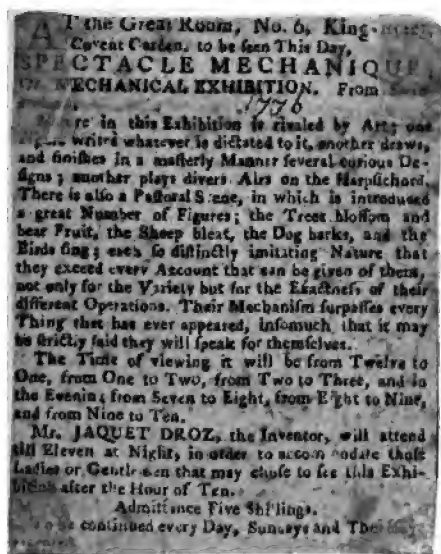 AT the Great Room, No. 6, King-street,
Covent Garden, to be seen This Day,
SPECTACLE MECHANIQUE,
Or MECHANICAL EXHIBITION. From
1776
in this Exhibition is rivaled by Art; one
Figure writes whatever is dictated to it, another draws,
and finishes in a maſterly Manner ſeveral curious De-
ſigns; another plays divers Airs on the Harpſichord.
There is alſo a Paſtoral Scene, in which is introduced
a great Number of Figures; the Trees bloſſom and
bear Fruit, the Sheep bleat, the Dog barks, and the
Birds ſing; each ſo diſtinctly imitating Nature, that
they exceed every Account that can be given of them,
not only for the Variety but for the Exactneſs of their
different Operations. Their Mechaniſm ſurpaſſes every
Thing that has ever appeared, inſomuch that it may
be ſtrictly ſaid they will ſpeak for themſelves.
The Time of viewing it will be from Twelve to
One, from One to Two, from Two to Three, and in
the Evening from Seven to Eight, from Eight to Nine,
and from Nine to Ten.
Mr. JAQUET DROZ, the Inventor, will attend
till Eleven at Night, in order to accommodate thoſe
Ladies or Gentlemen that may chuſe to ſee this Exhi-
bition after the Hour of Ten.
Admittance Five Shillings.
To be continued every Day, Sundays and